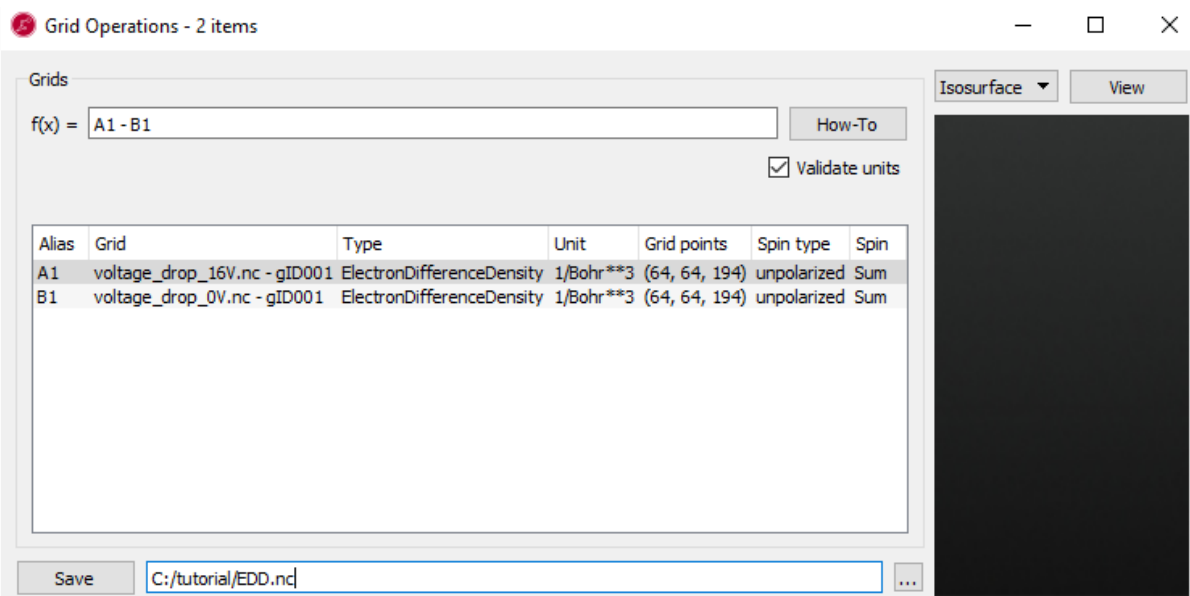 Grid Operations - 2 items
Grids
Isosurface View
f(x) = A1 - B1 How-To
Validate units
Alias Grid Type Unit Grid points Spin type Spin
A1 voltage_drop_16V.nc - gID001 ElectronDifferenceDensity 1/Bohr**3 (64, 64, 194) unpolarized Sum
B1 voltage_drop_0V.nc - gID001 ElectronDifferenceDensity 1/Bohr**3 (64, 64, 194) unpolarized Sum
Save C:/tutorial/EDD.nc ...